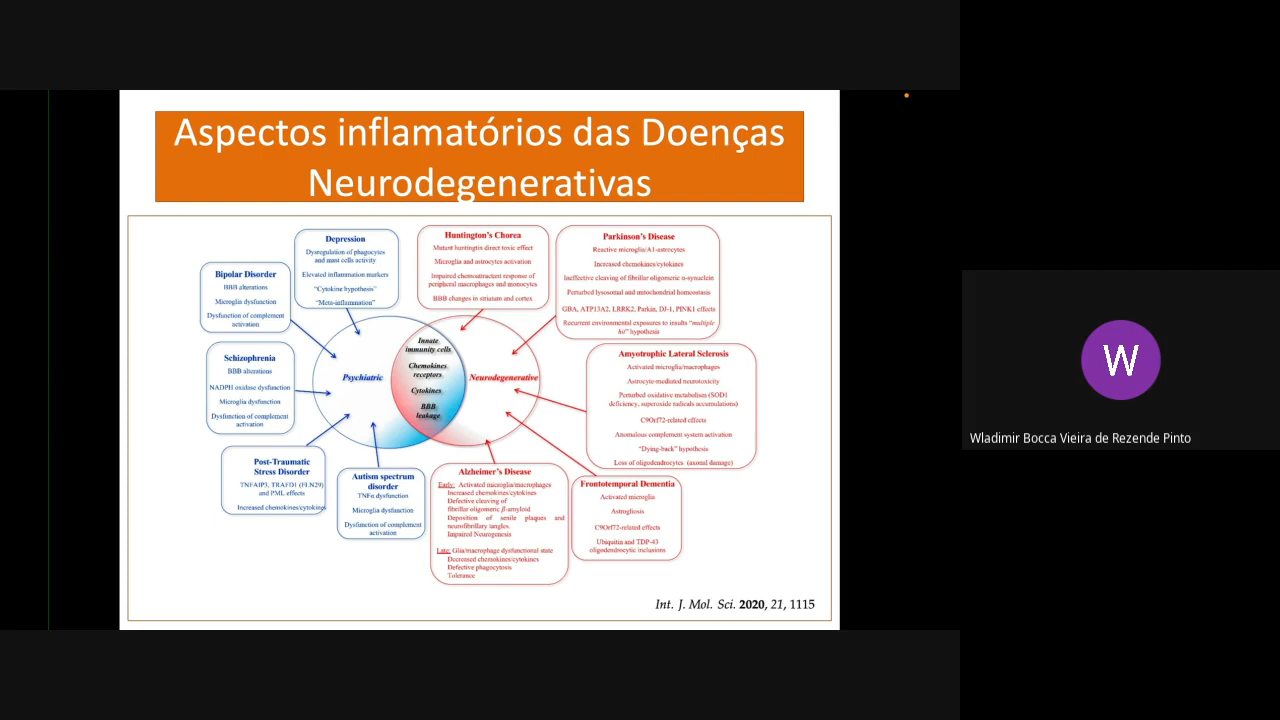 Aspectos inflamatórios das Doenças
Neurodegenerativas
Depression
Dysregulation of phagocytes
and mast cells activity
Elevated inflammation markers
"Cytokine hypothesis"
"Meta-inflammation"
Huntington's Chorea
Mutant huntingtin direct toxic effect
Microglia and astrocytes activation
Impaired chemoattractant response of
peripheral macrophages and monocytes
BBB changes in striatum and cortex
Parkinson's Disease
Reactive microglia/A1-astrocytes
Increased chemokines/cytokines
Ineffective cleaving of fibrillar oligomeric α-synuclein
Perturbed lysosomal and mitochondrial homeostasis
GBA, ATP13A2, LRRK2, Parkin, DJ-1, PINK1 effects
Recurrent environmental exposures to insults "multiple
hit" hypothesis
Bipolar Disorder
BBB alterations
Microglia dysfunction
Dysfunction of complement
activation
Schizophrenia
BBB alterations
NADPH oxidase dysfunction
Microglia dysfunction
Dysfunction of complement
activation
Psychiatric
Innate
immunity cells
Chemokines
receptors
Cytokines
BBB
leakage
Neurodegenerative
Amyotrophic Lateral Sclerosis
Activated microglia/macrophages
Astrocyte-mediated neurotoxicity
Perturbed oxidative metabolism (SOD1
deficiency, superoxide radicals accumulations)
C9Orf72-related effects
Anomalous complement system activation
"Dying-back" hypothesis
Loss of oligodendrocytes (axonal damage)
Post-Traumatic
Stress Disorder
TNFAIP3, TRAFD1 (FLN29)
and PML effects
Increased chemokines/cytokines
Autism spectrum
disorder
TNFα dysfunction
Microglia dysfunction
Dysfunction of complement
activation
Alzheimer's Disease
Early: Activated microglia/macrophages
Increased chemokines/cytokines
Defective cleaving of
fibrillar oligomeric β-amyloid
Deposition of senile plaques and
neurofibrillary tangles.
Impaired Neurogenesis
Late: Glia/macrophage dysfunctional state
Decreased chemokines/cytokines
Defective phagocytosis
Tolerance
Frontotemporal Dementia
Activated microglia
Astrogliosis
C9Orf72-related effects
Ubiquitin and TDP-43
oligodendrocytic inclusions
Int. J. Mol. Sci. 2020, 21, 1115
W
Wladimir Bocca Vieira de Rezende Pinto